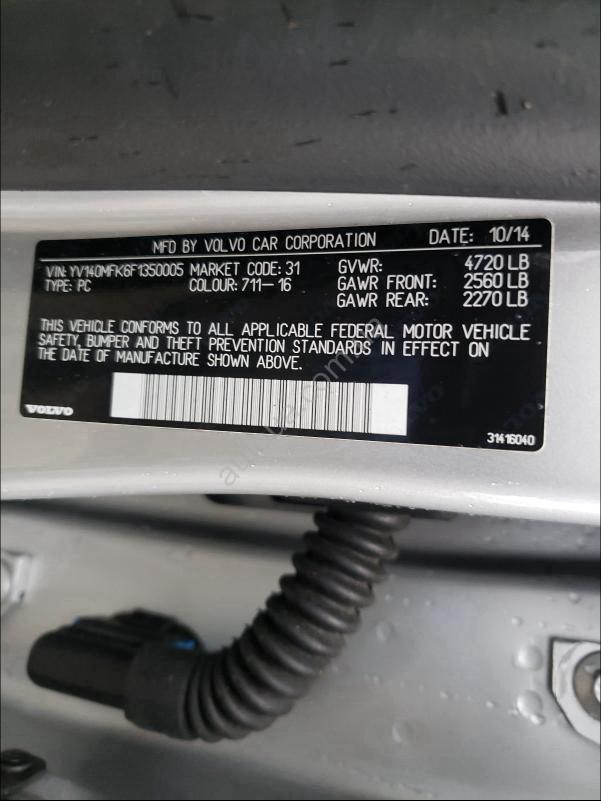 MFD BY VOLVO CAR CORPORATION DATE: 10/14
VIN: YV140MFK6F1350005 MARKET CODE: 31 GVWR: 4720 LB
TYPE: PC COLOUR: 711-16 GAWR FRONT: 2560 LB
GAWR REAR: 2270 LB
THIS VEHICLE CONFORMS TO ALL APPLICABLE FEDERAL MOTOR VEHICLE
SAFETY, BUMPER AND THEFT PREVENTION STANDARDS IN EFFECT ON
THE DATE OF MANUFACTURE SHOWN ABOVE.
VOLVO 31416040